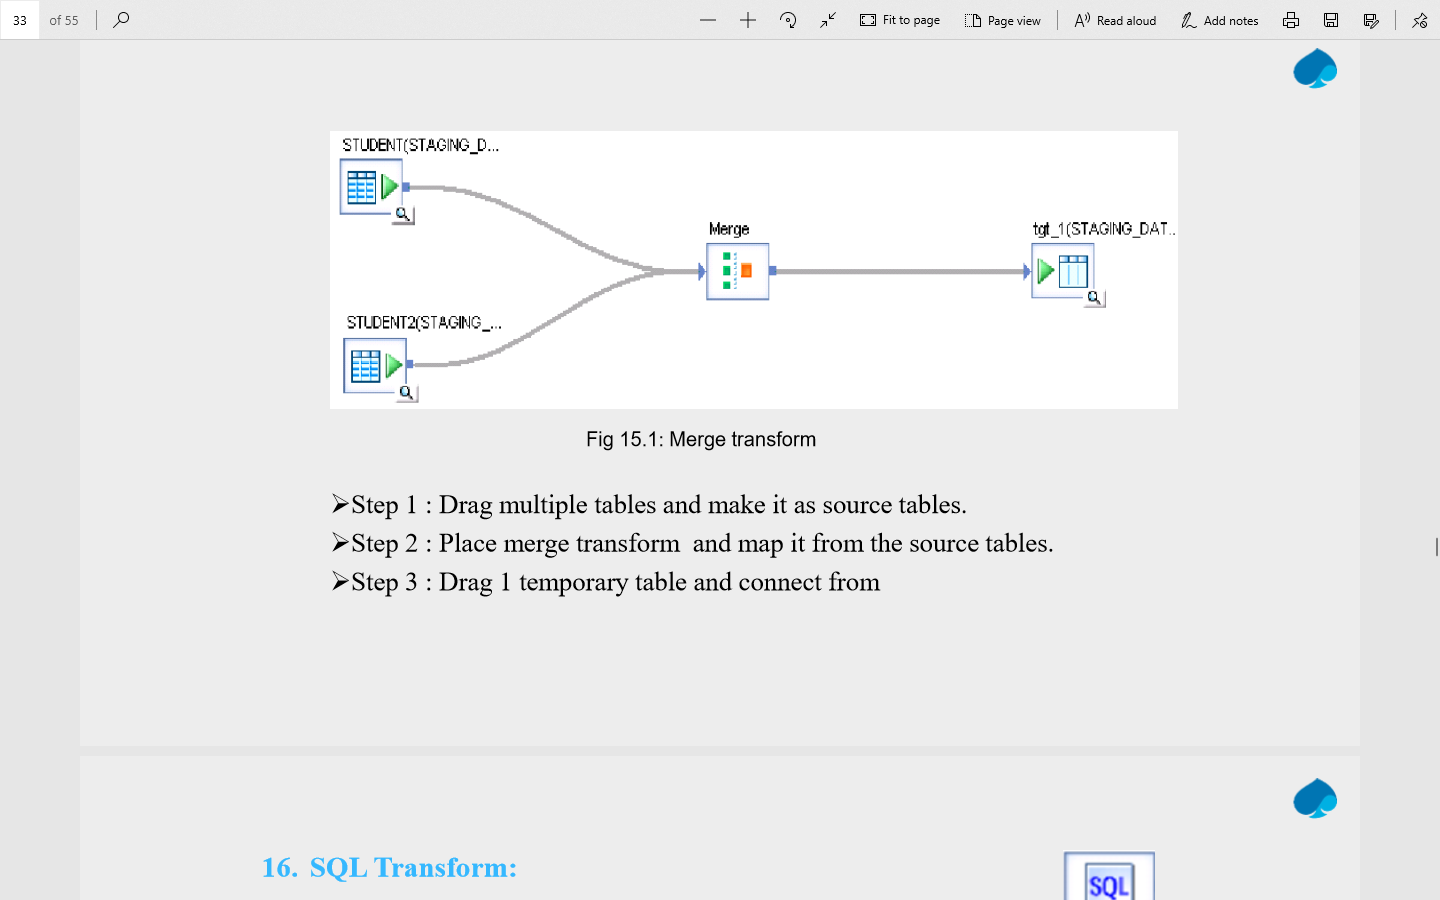 33 of 55 Fit to page Page view Read aloud Add notes
STUDENT(STAGING_D...
Merge
tgt_1(STAGING_DAT..
STUDENT2(STAGING_...
Fig 15.1: Merge transform
➢Step 1 : Drag multiple tables and make it as source tables.
➢Step 2 : Place merge transform  and map it from the source tables.
➢Step 3 : Drag 1 temporary table and connect from
16. SQL Transform:
SQL